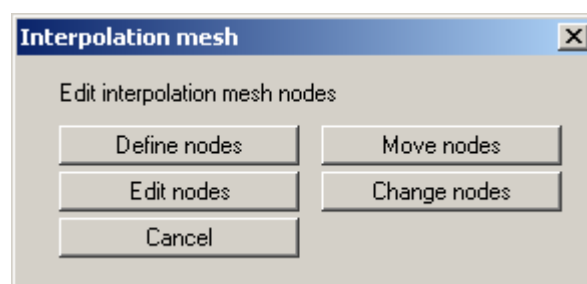 Interpolation mesh
Edit interpolation mesh nodes
Define nodes Move nodes
Edit nodes Change nodes
Cancel